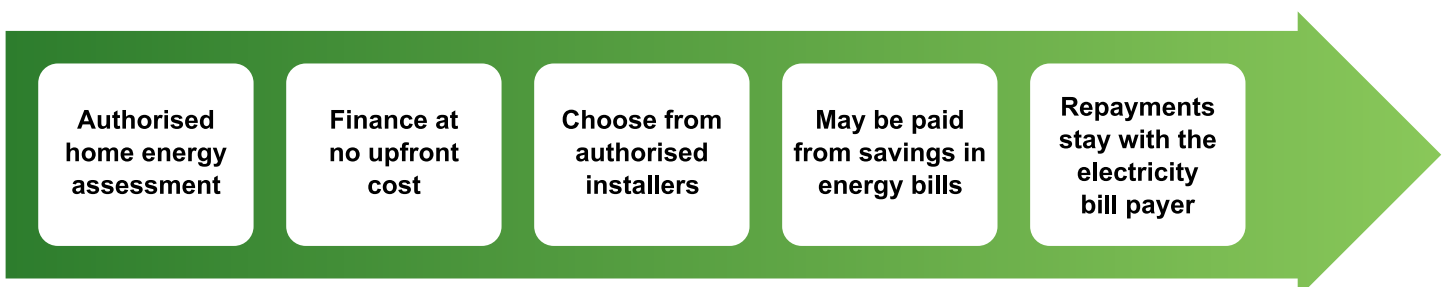 Authorised
home energy
assessment
Finance at
no upfront
cost
Choose from
authorised
installers
May be paid
from savings in
energy bills
Repayments
stay with the
electricity
bill payer